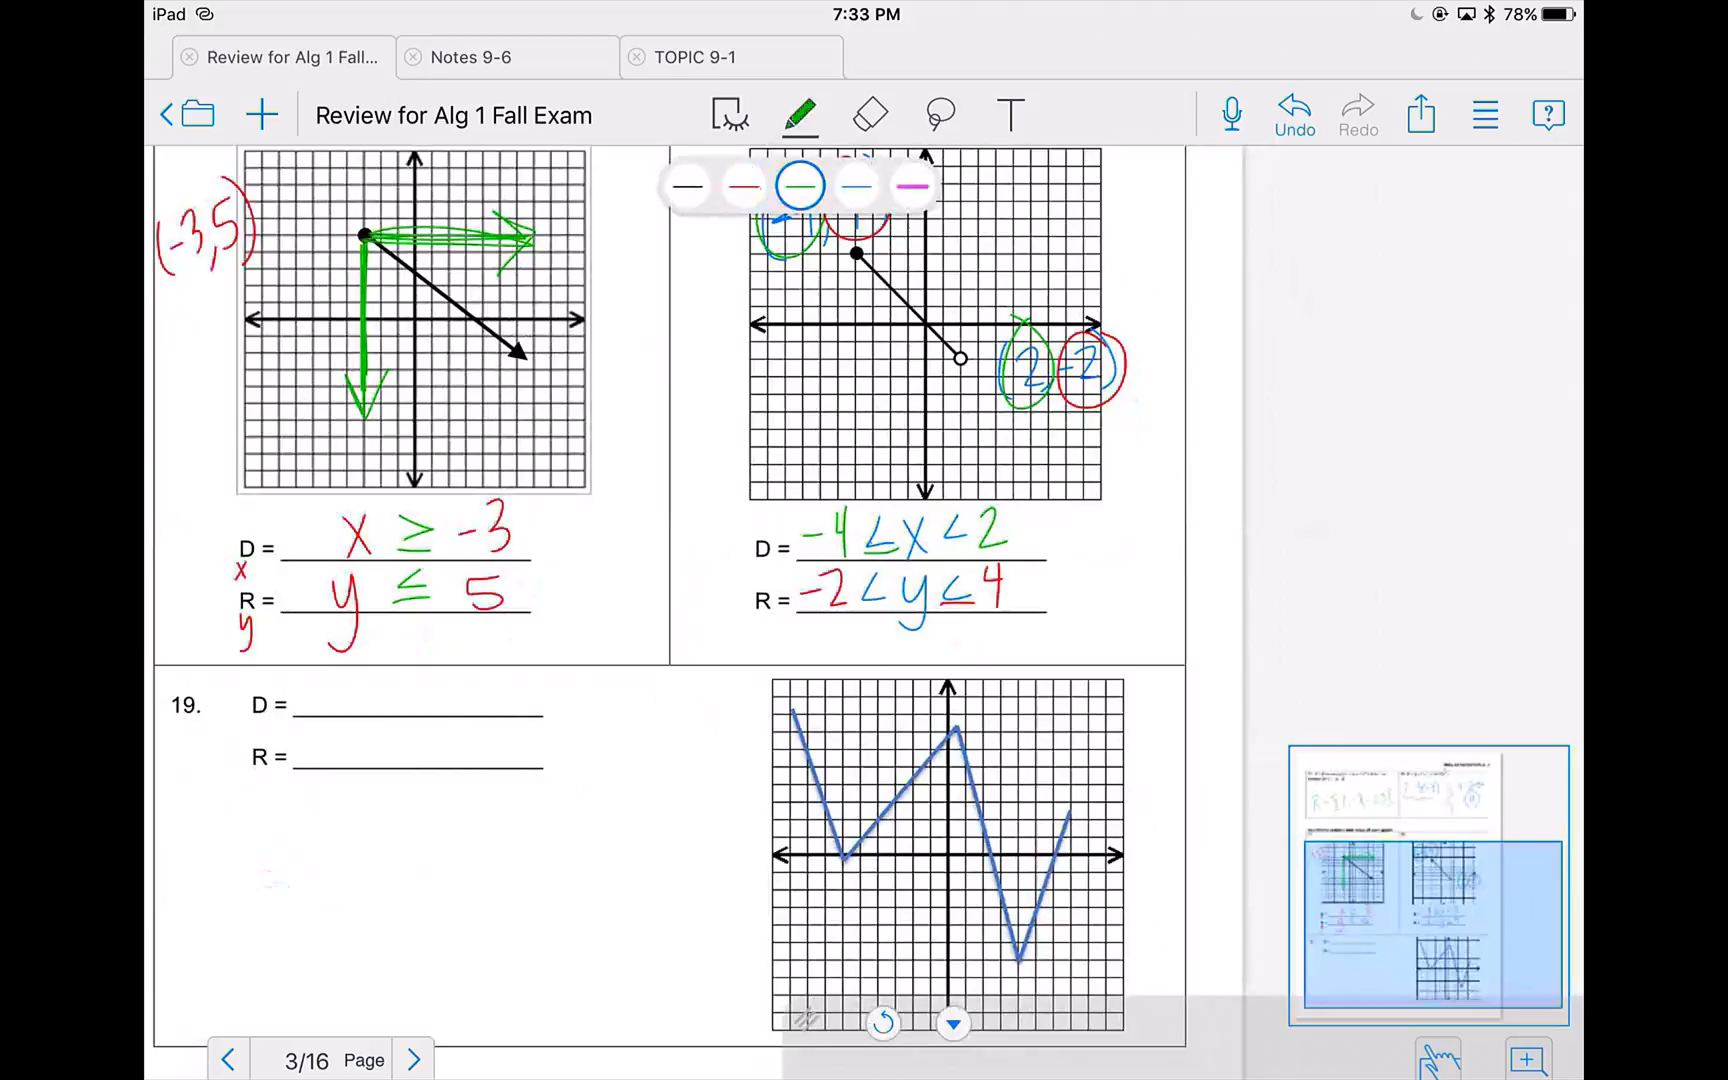 iPad 7:33 PM 78%
Review for Alg 1 Fall... Notes 9-6 TOPIC 9-1
Review for Alg 1 Fall Exam T Undo Redo ?
(-3,5)
(2,-2)
D = x ≥ -3
x
R = y ≤ 5
y
D = -4 ≤ x < 2
R = -2 < y ≤ 4
19. D =
R =
3/16 Page